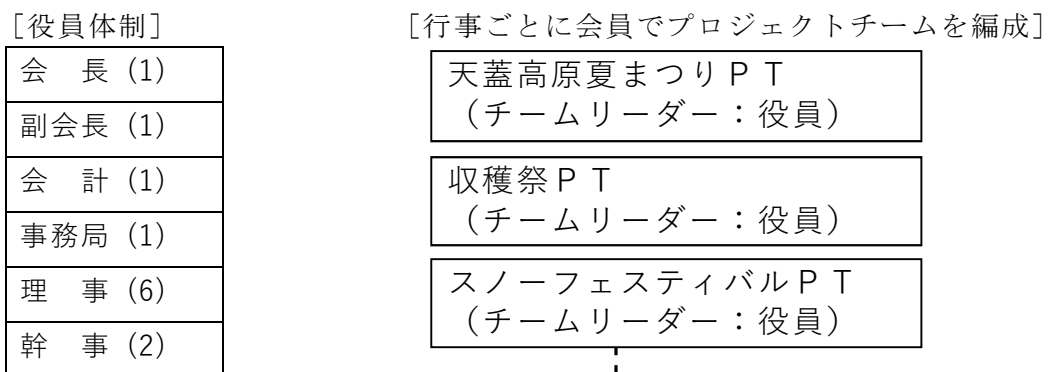 [役員体制]
会　長 (1)
副会長 (1)
会　計 (1)
事務局 (1)
理　事 (6)
幹　事 (2)
[行事ごとに会員でプロジェクトチームを編成]
天蓋高原夏まつりＰＴ
（チームリーダー：役員）
収穫祭ＰＴ
（チームリーダー：役員）
スノーフェスティバルＰＴ
（チームリーダー：役員）